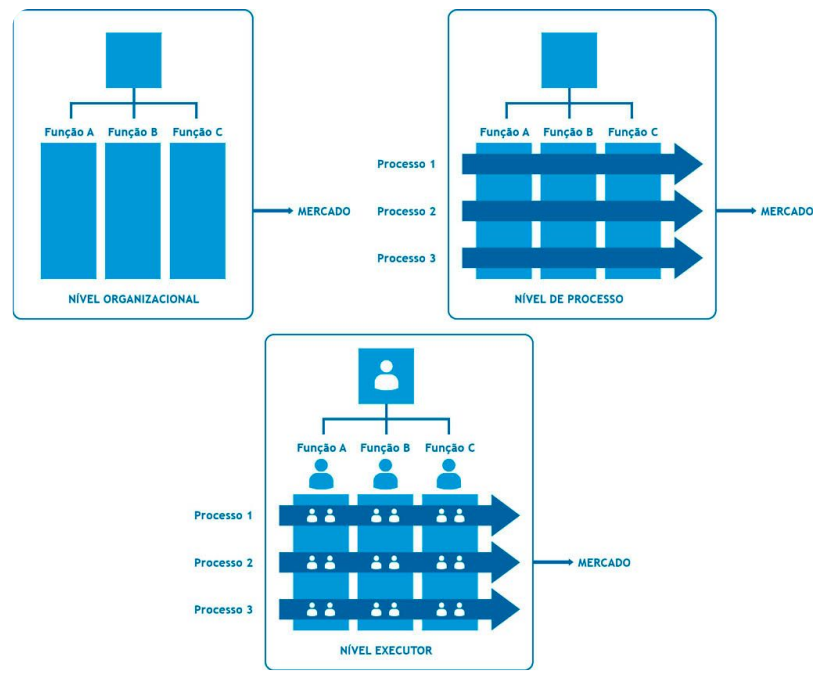 Função A Função B Função C
MERCADO
NÍVEL ORGANIZACIONAL
Função A Função B Função C
Processo 1
Processo 2
Processo 3
MERCADO
NÍVEL DE PROCESSO
Função A Função B Função C
Processo 1
Processo 2
Processo 3
MERCADO
NÍVEL EXECUTOR